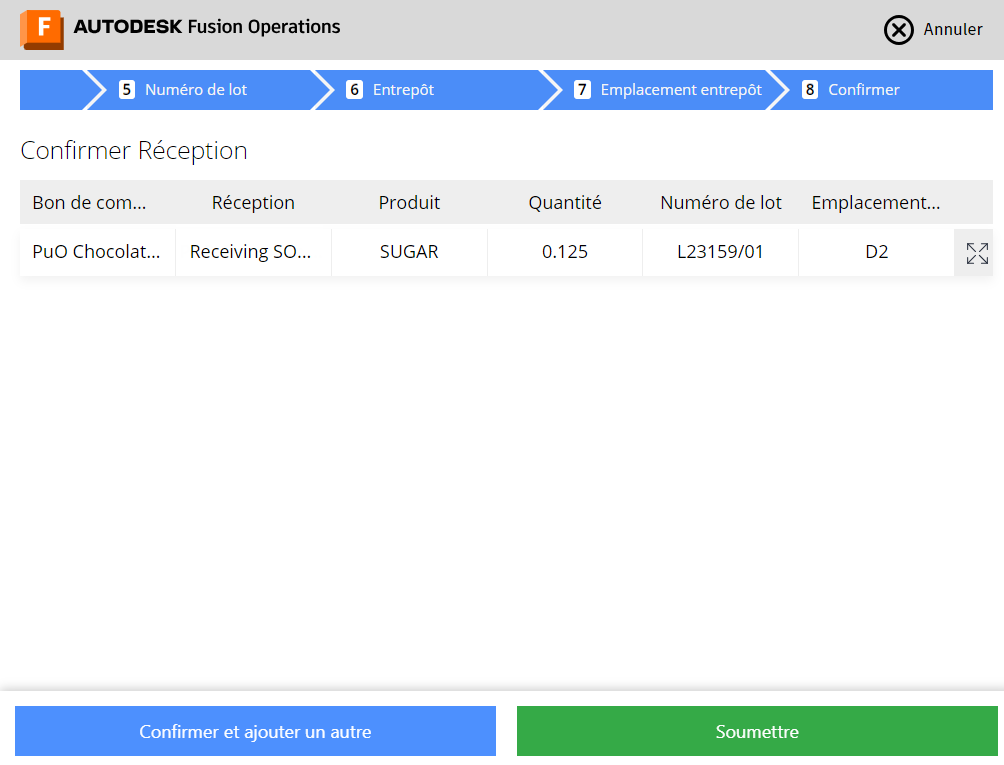 F AUTODESK Fusion Operations
Annuler
5 Numéro de lot 6 Entrepôt 7 Emplacement entrepôt 8 Confirmer
Confirmer Réception
Bon de com... Réception Produit Quantité Numéro de lot Emplacement...
PuO Chocolat... Receiving SO... SUGAR 0.125 L23159/01 D2
Confirmer et ajouter un autre Soumettre